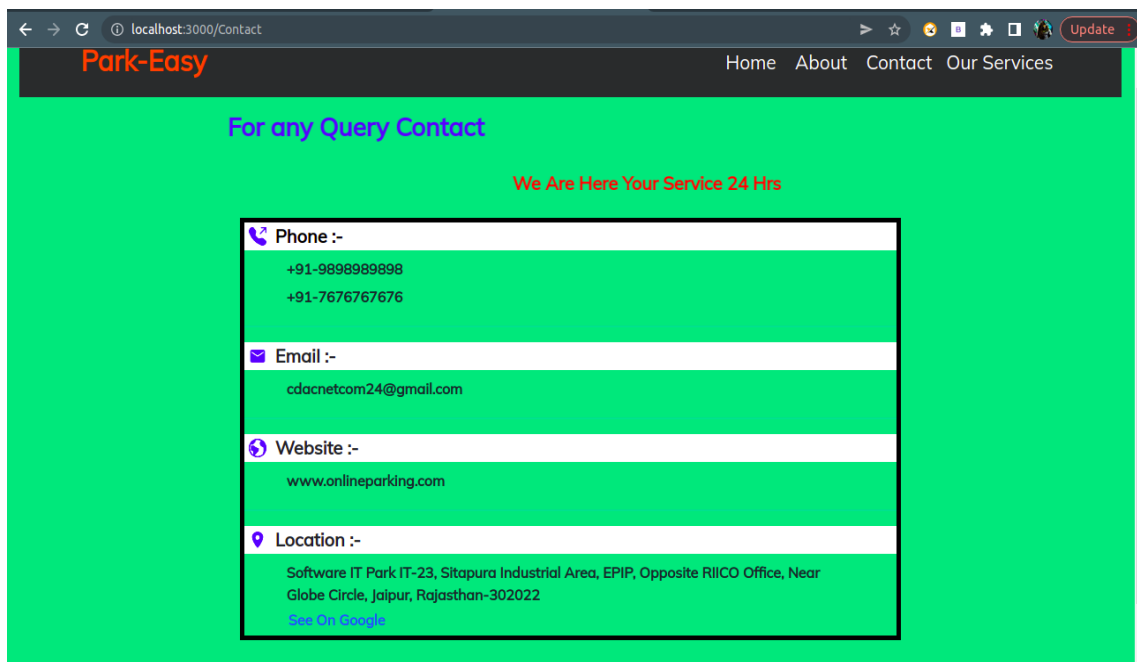 localhost:3000/Contact
B
Update
Park-Easy
Home About Contact Our Services
For any Query Contact
We Are Here Your Service 24 Hrs
Phone :-
+91-9898989898
+91-7676767676
Email :-
cdacnetcom24@gmail.com
Website :-
www.onlineparking.com
Location :-
Software IT Park IT-23, Sitapura Industrial Area, EPIP, Opposite RIICO Office, Near
Globe Circle, Jaipur, Rajasthan-302022
See On Google